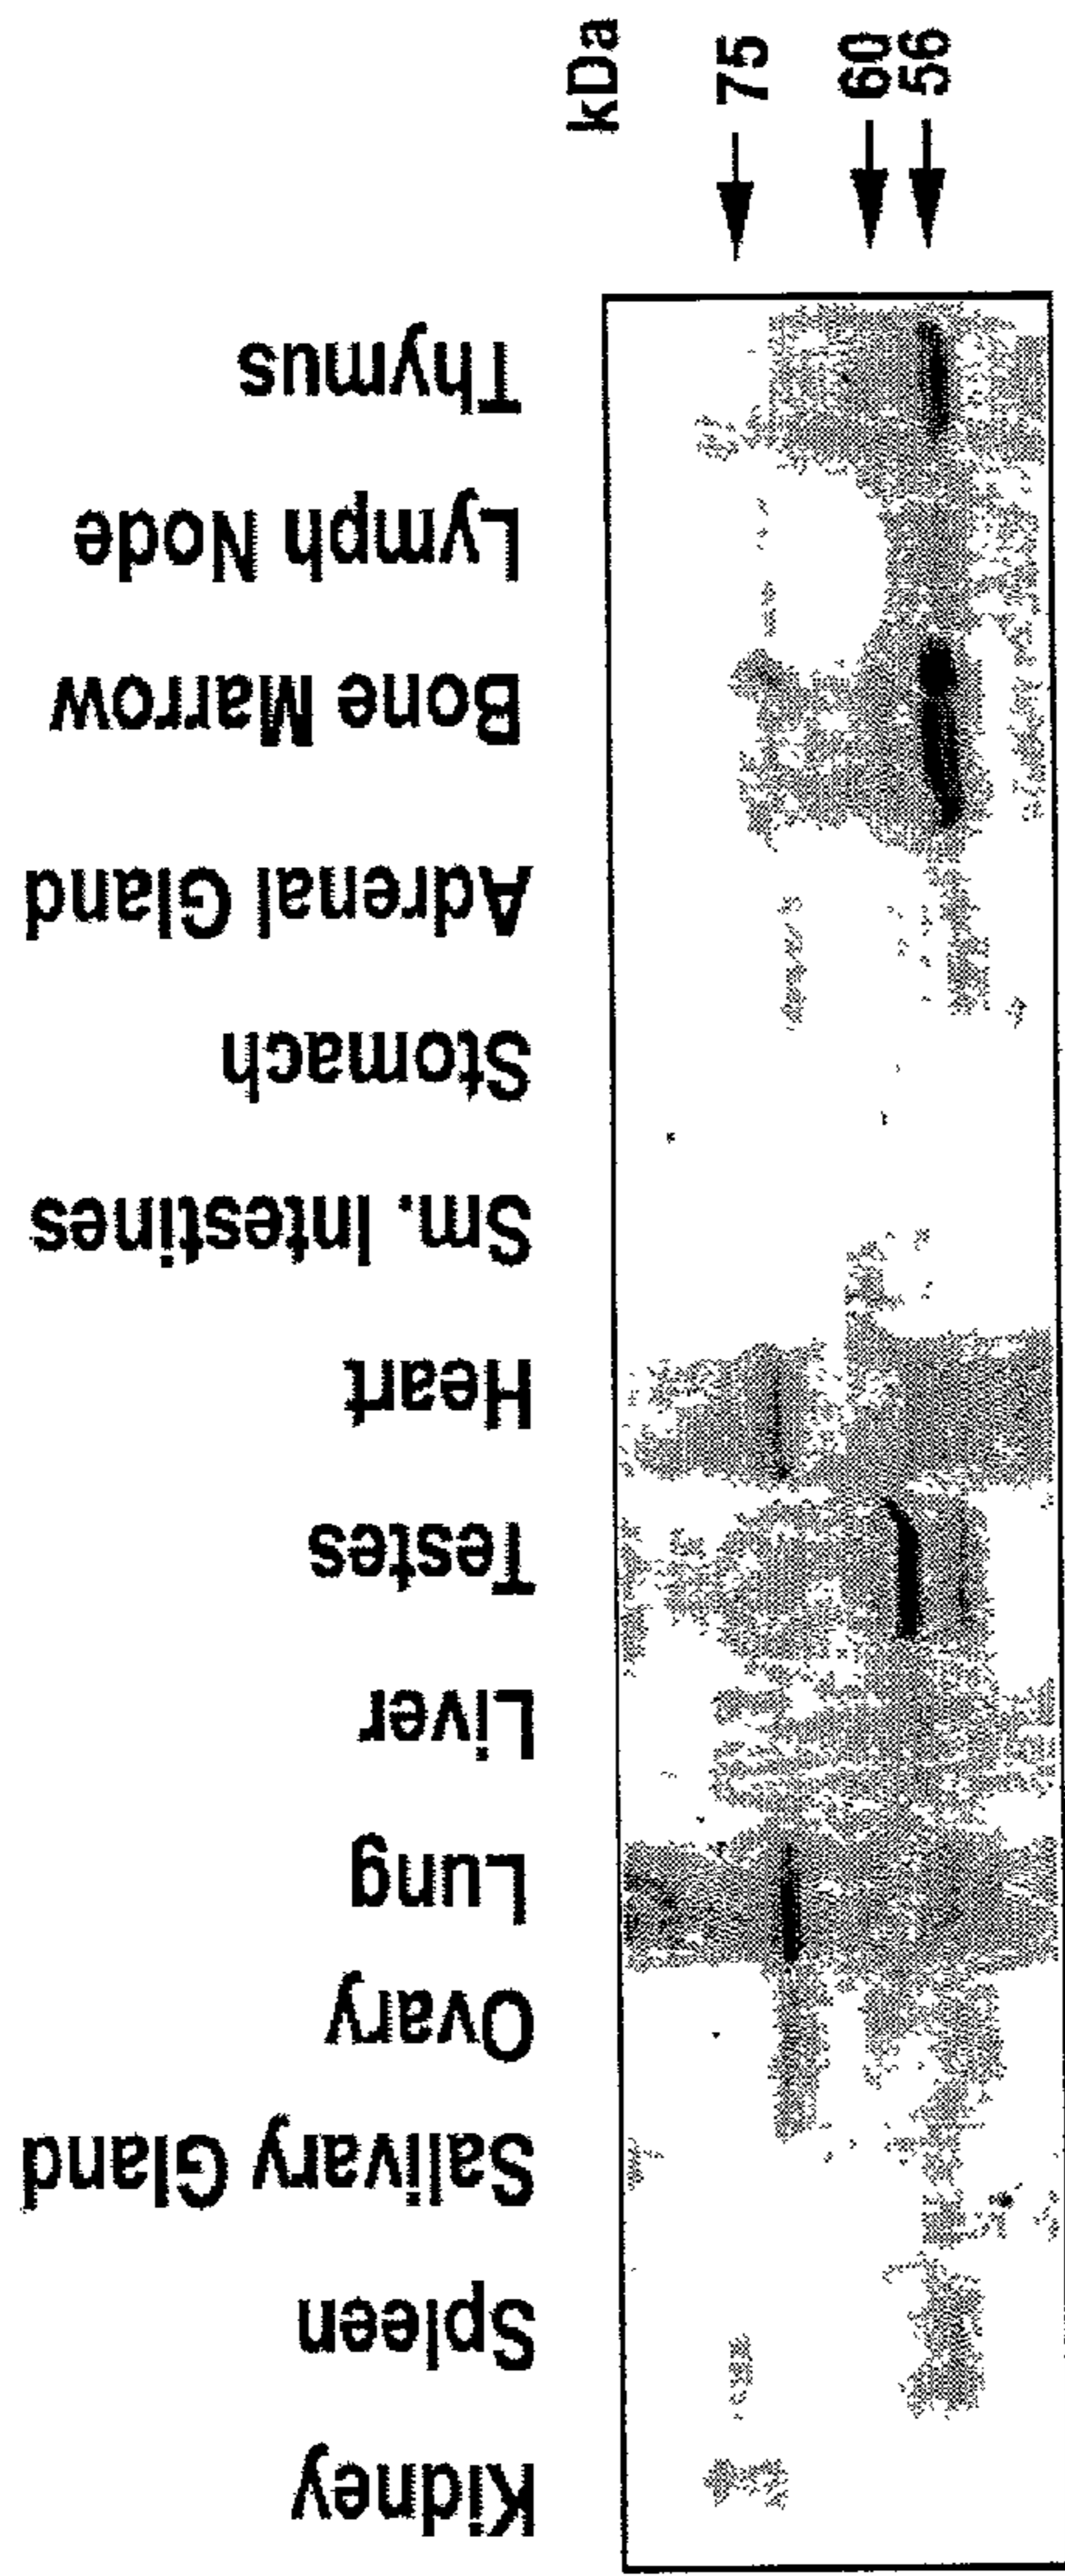 kDa
75
60
56
Thymus
Lymph Node
Bone Marrow
Adrenal Gland
Stomach
Sm. Intestines
Heart
Testes
Liver
Lung
Ovary
Salivary Gland
Spleen
Kidney